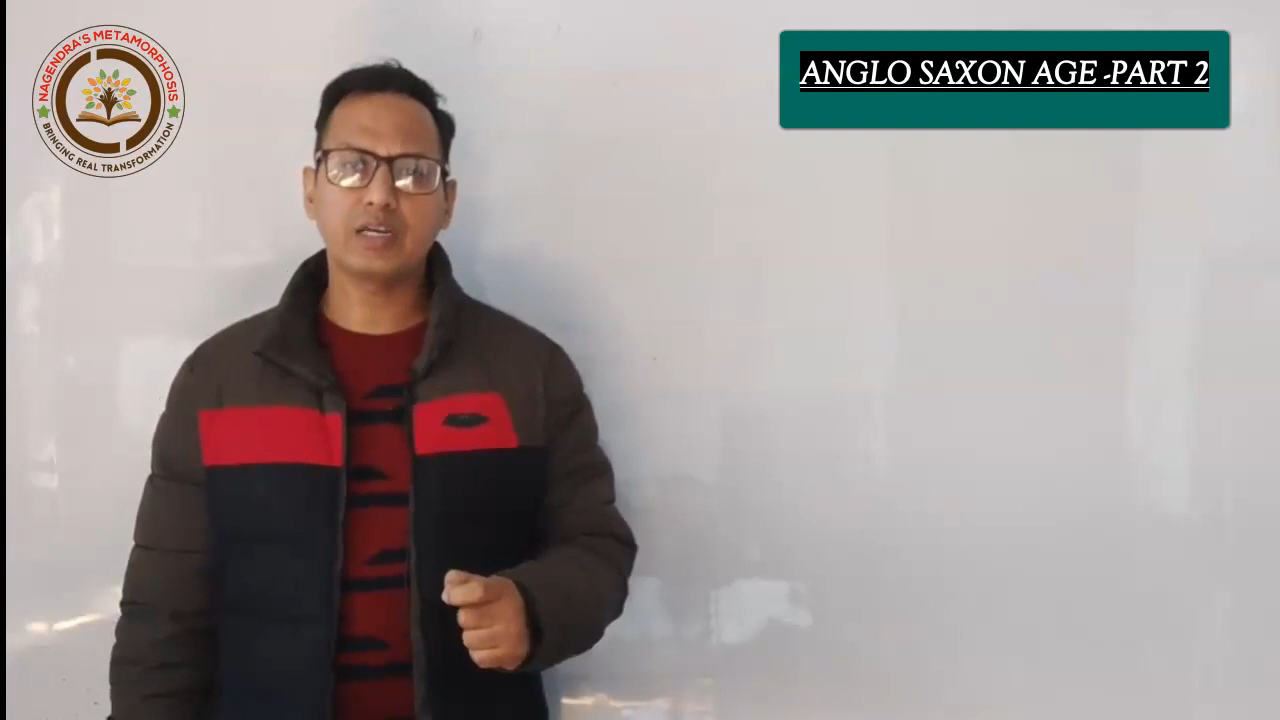 NAGENDRA'S METAMORPHOSIS
BRINGING REAL TRANSFORMATION
ANGLO SAXON AGE -PART 2